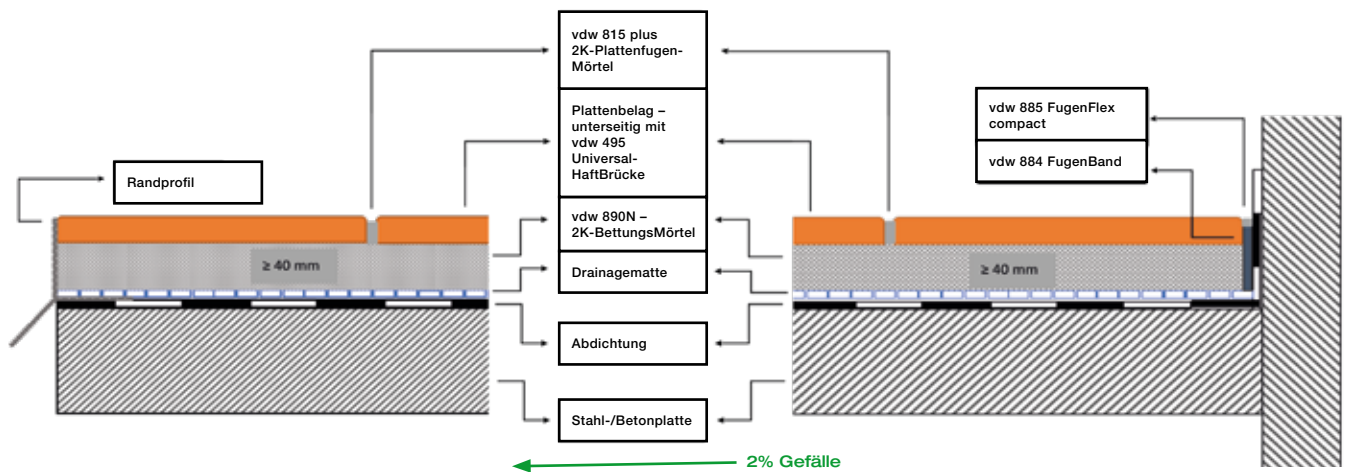 vdw 815 plus
2K-Plattenfugen-
Mörtel
Plattenbelag –
unterseitig mit
vdw 495
Universal-
HaftBrücke
vdw 890N –
2K-BettungsMörtel
Drainagematte
Abdichtung
Stahl-/Betonplatte
Randprofil
≥ 40 mm
vdw 885 FugenFlex
compact
vdw 884 FugenBand
≥ 40 mm
2% Gefälle